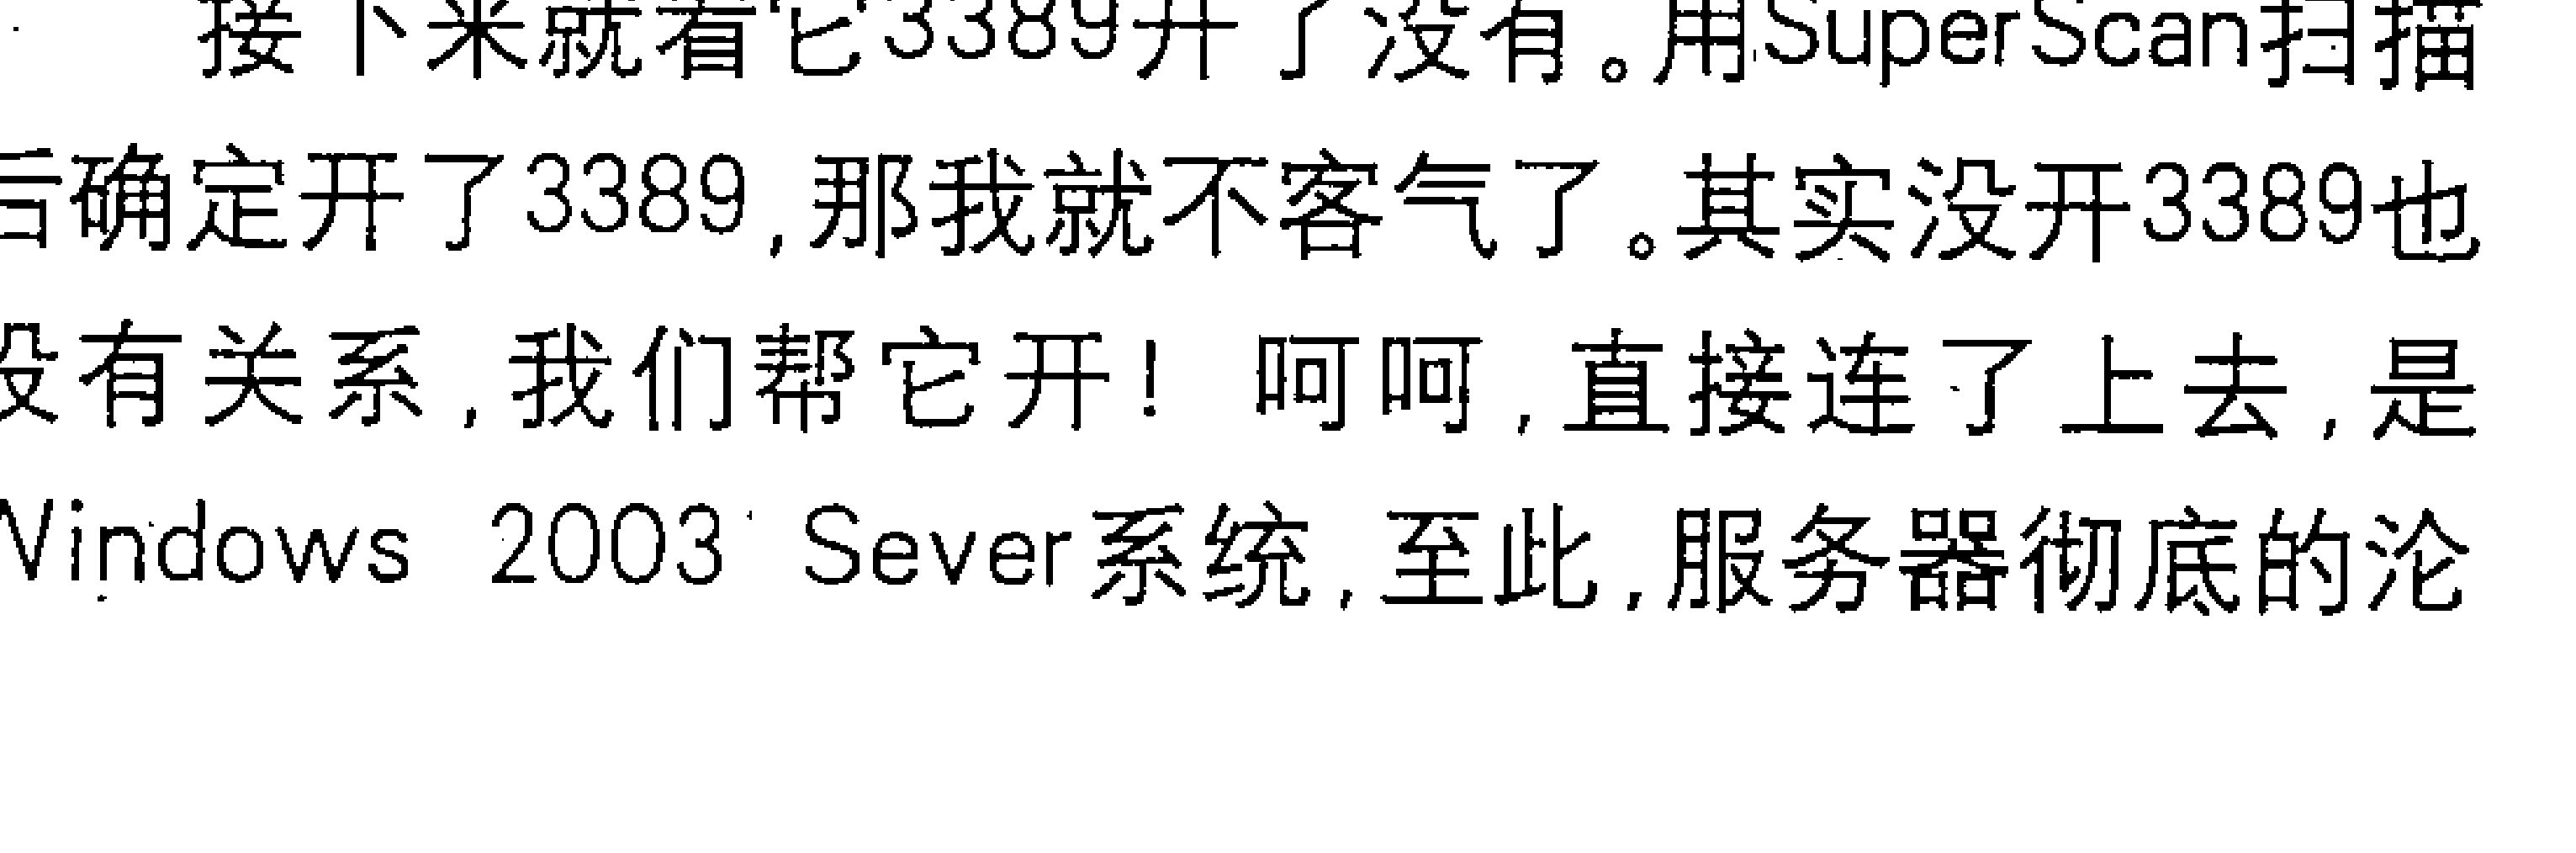 接下来就看它3389开了没有。用SuperScan扫描
后确定开了3389,那我就不客气了。其实没开3389也
没有关系,我们帮它开! 呵呵,直接连了上去,是
Windows 2003 Sever系统,至此,服务器彻底的沦